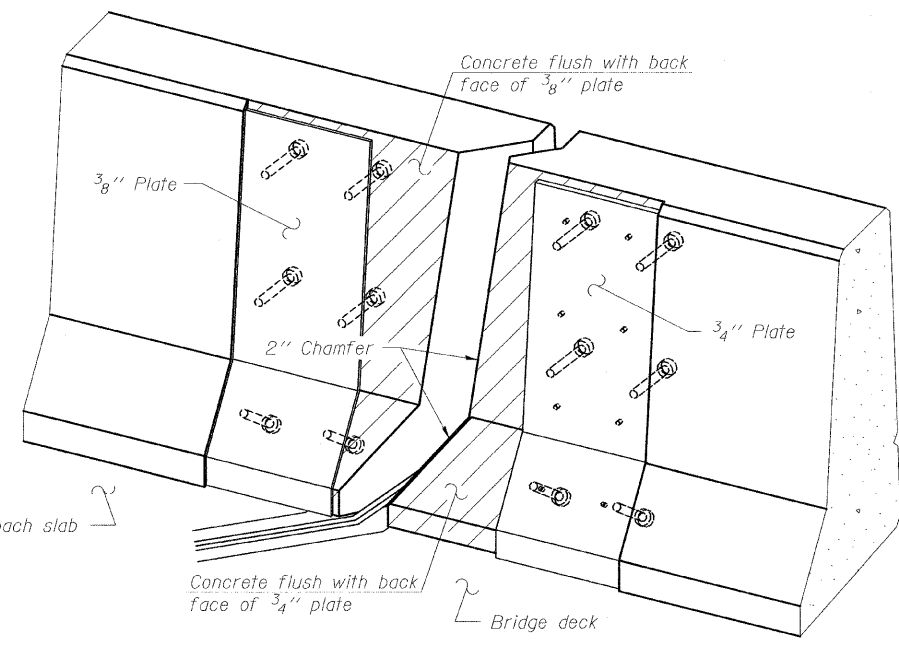 Concrete flush with back
face of 3/8" plate
3/8" Plate
3/4" Plate
2" Chamfer
slab
Concrete flush with back
face of 3/4" plate
Bridge deck